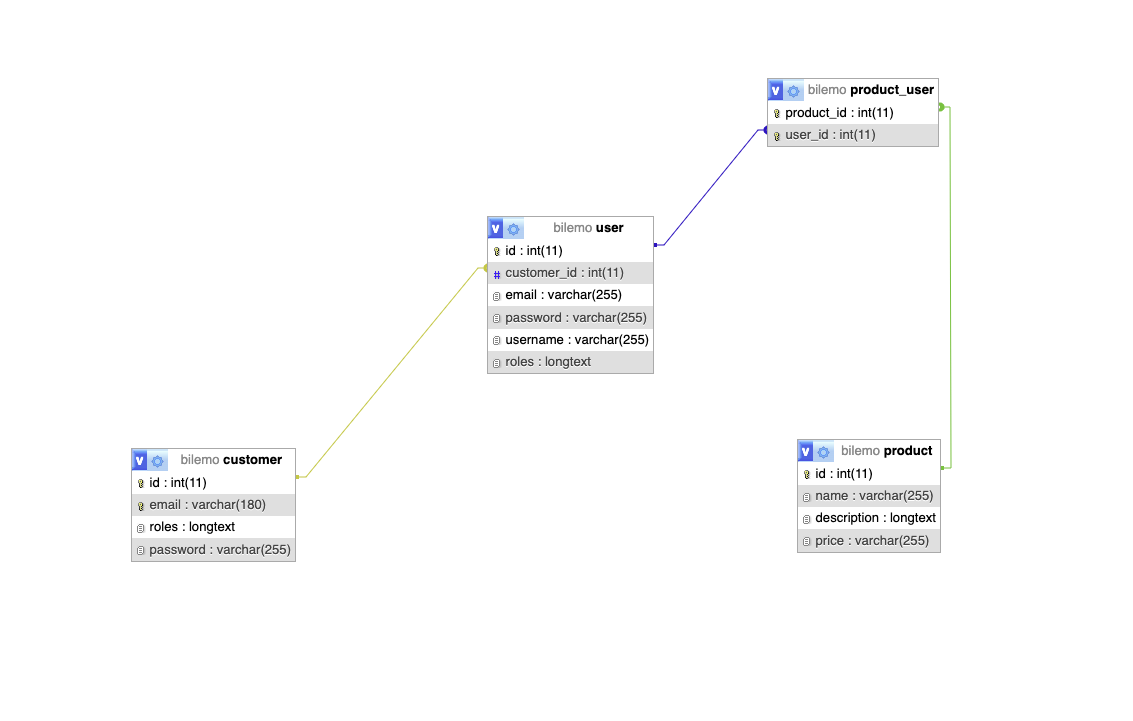 V bilemo product_user
product_id : int(11)
user_id : int(11)
V bilemo user
id : int(11)
# customer_id : int(11)
email : varchar(255)
password : varchar(255)
username : varchar(255)
roles : longtext
V bilemo customer
id : int(11)
email : varchar(180)
roles : longtext
password : varchar(255)
V bilemo product
id : int(11)
name : varchar(255)
description : longtext
price : varchar(255)